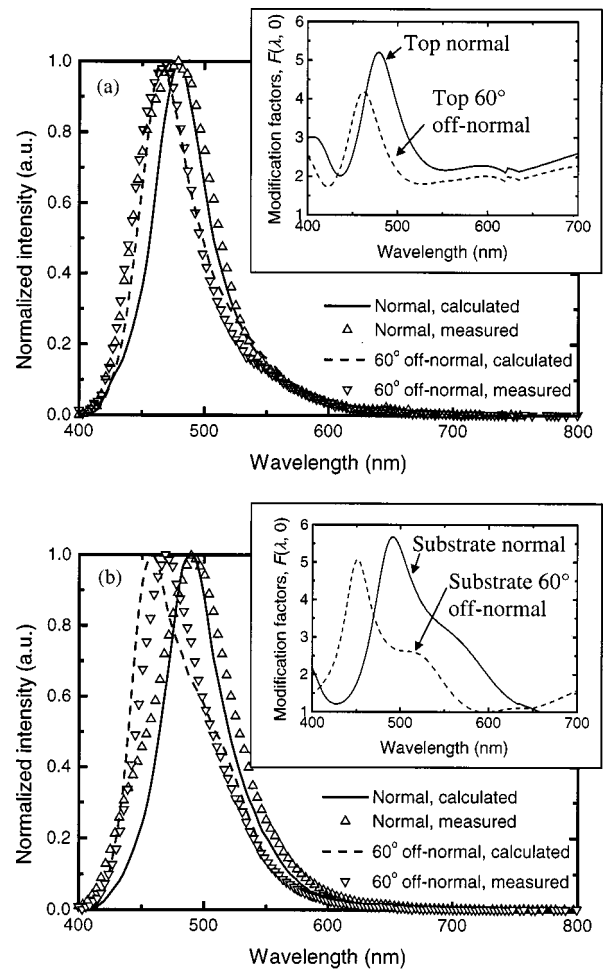 (a)
Normalized intensity (a.u.)
1.0
0.8
0.6
0.4
0.2
0.0
400
500
600
700
800
Wavelength (nm)
Modification factors, F(λ, 0)
6
5
4
3
2
1
400
500
600
700
Wavelength (nm)
Top normal
Top 60°
off-normal
Normal, calculated
Normal, measured
60° off-normal, calculated
60° off-normal, measured
(b)
Normalized intensity (a.u.)
1.0
0.8
0.6
0.4
0.2
0.0
400
500
600
700
800
Wavelength (nm)
Modification factors, F(λ, 0)
6
5
4
3
2
1
400
500
600
700
Wavelength (nm)
Substrate normal
Substrate 60°
off-normal
Normal, calculated
Normal, measured
60° off-normal, calculated
60° off-normal, measured